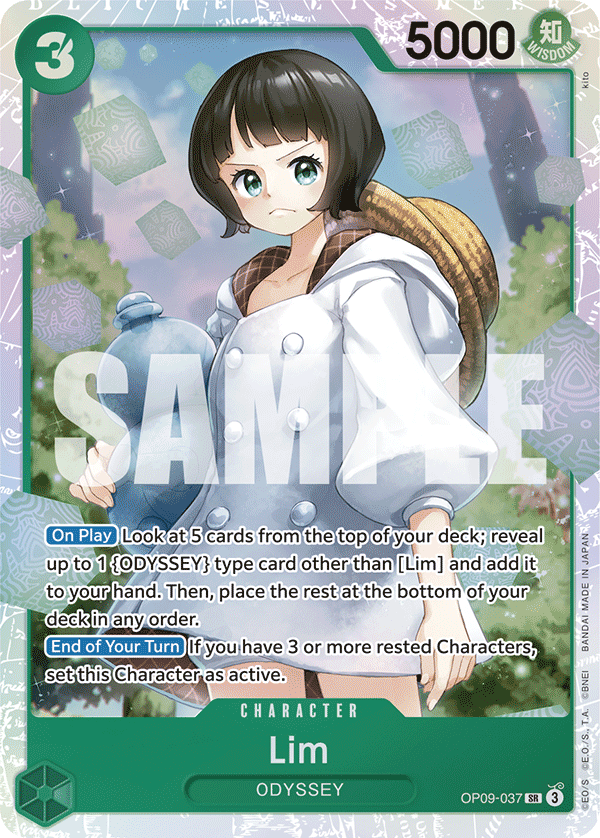 3
5000
知
WISDOM
kito
SAMPLE
On Play Look at 5 cards from the top of your deck; reveal
up to 1 {ODYSSEY} type card other than [Lim] and add it
to your hand. Then, place the rest at the bottom of your
deck in any order.
End of Your Turn If you have 3 or more rested Characters,
set this Character as active.
CHARACTER
Lim
ODYSSEY
OP09-037 SR 3
©EO/S ©E.O./S, T.A. ©BNEI BANDAI MADE IN JAPAN